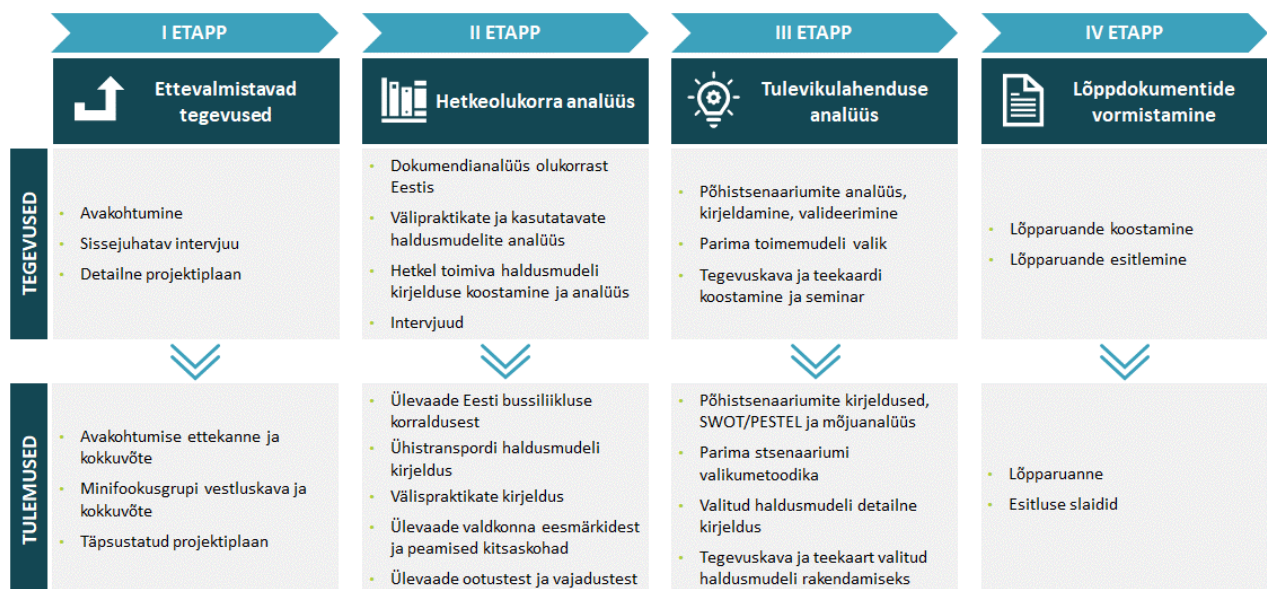 I ETAPP
II ETAPP
III ETAPP
IV ETAPP
Ettevalmistavad
tegevused
Hetkeolukorra analüüs
Tulevikulahenduse
analüüs
Lõppdokumentide
vormistamine
TEGEVUSED
• Avakohtumine
• Sissejuhatav intervjuu
• Detailne projektiplaan
• Dokumendianalüüs olukorrast
Eestis
• Välipraktikate ja kasutatavate
haldusmudelite analüüs
• Hetkel toimiva haldusmudeli
kirjelduse koostamine ja analüüs
• Intervjuud
• Põhistsenaariumite analüüs,
kirjeldamine, valideerimine
• Parima toimemudeli valik
• Tegevuskava ja teekaardi
koostamine ja seminar
• Lõpparuande koostamine
• Lõpparuande esitlemine
TULEMUSED
• Avakohtumise ettekanne ja
kokkuvõte
• Minifookusgrupi vestluskava ja
kokkuvõte
• Täpsustatud projektiplaan
• Ülevaade Eesti bussiliikluse
korraldusest
• Ühistranspordi haldusmudeli
kirjeldus
• Välispraktikate kirjeldus
• Ülevaade valdkonna eesmärkidest
ja peamised kitsaskohad
• Ülevaade ootustest ja vajadustest
• Põhistsenaariumite kirjeldused,
SWOT/PESTEL ja mõjuanalüüs
• Parima stsenaariumi
valikumetoodika
• Valitud haldusmudeli detailne
kirjeldus
• Tegevuskava ja teekaart valitud
haldusmudeli rakendamiseks
• Lõpparuanne
• Esitluse slaidid